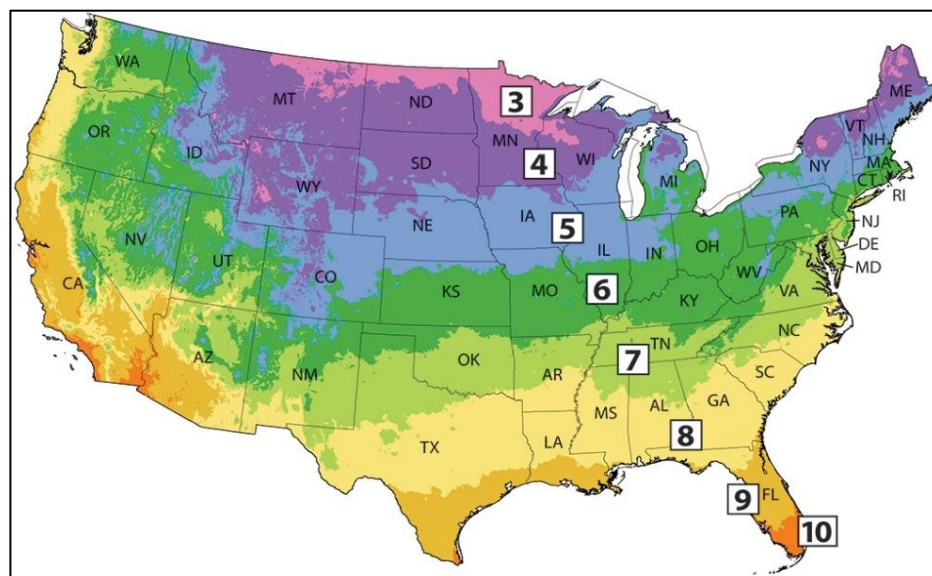 WA
MT
ND
3
ME
OR
ID
MN
VT
NH
4
WI
NY
MA
SD
WY
MI
CT
RI
IA
PA
NE
5
NJ
NV
IL
IN
OH
DE
UT
CO
WV
MD
CA
KS
MO
6
KY
VA
NC
TN
7
AZ
OK
NM
AR
SC
MS
AL
GA
8
TX
LA
9
FL
10